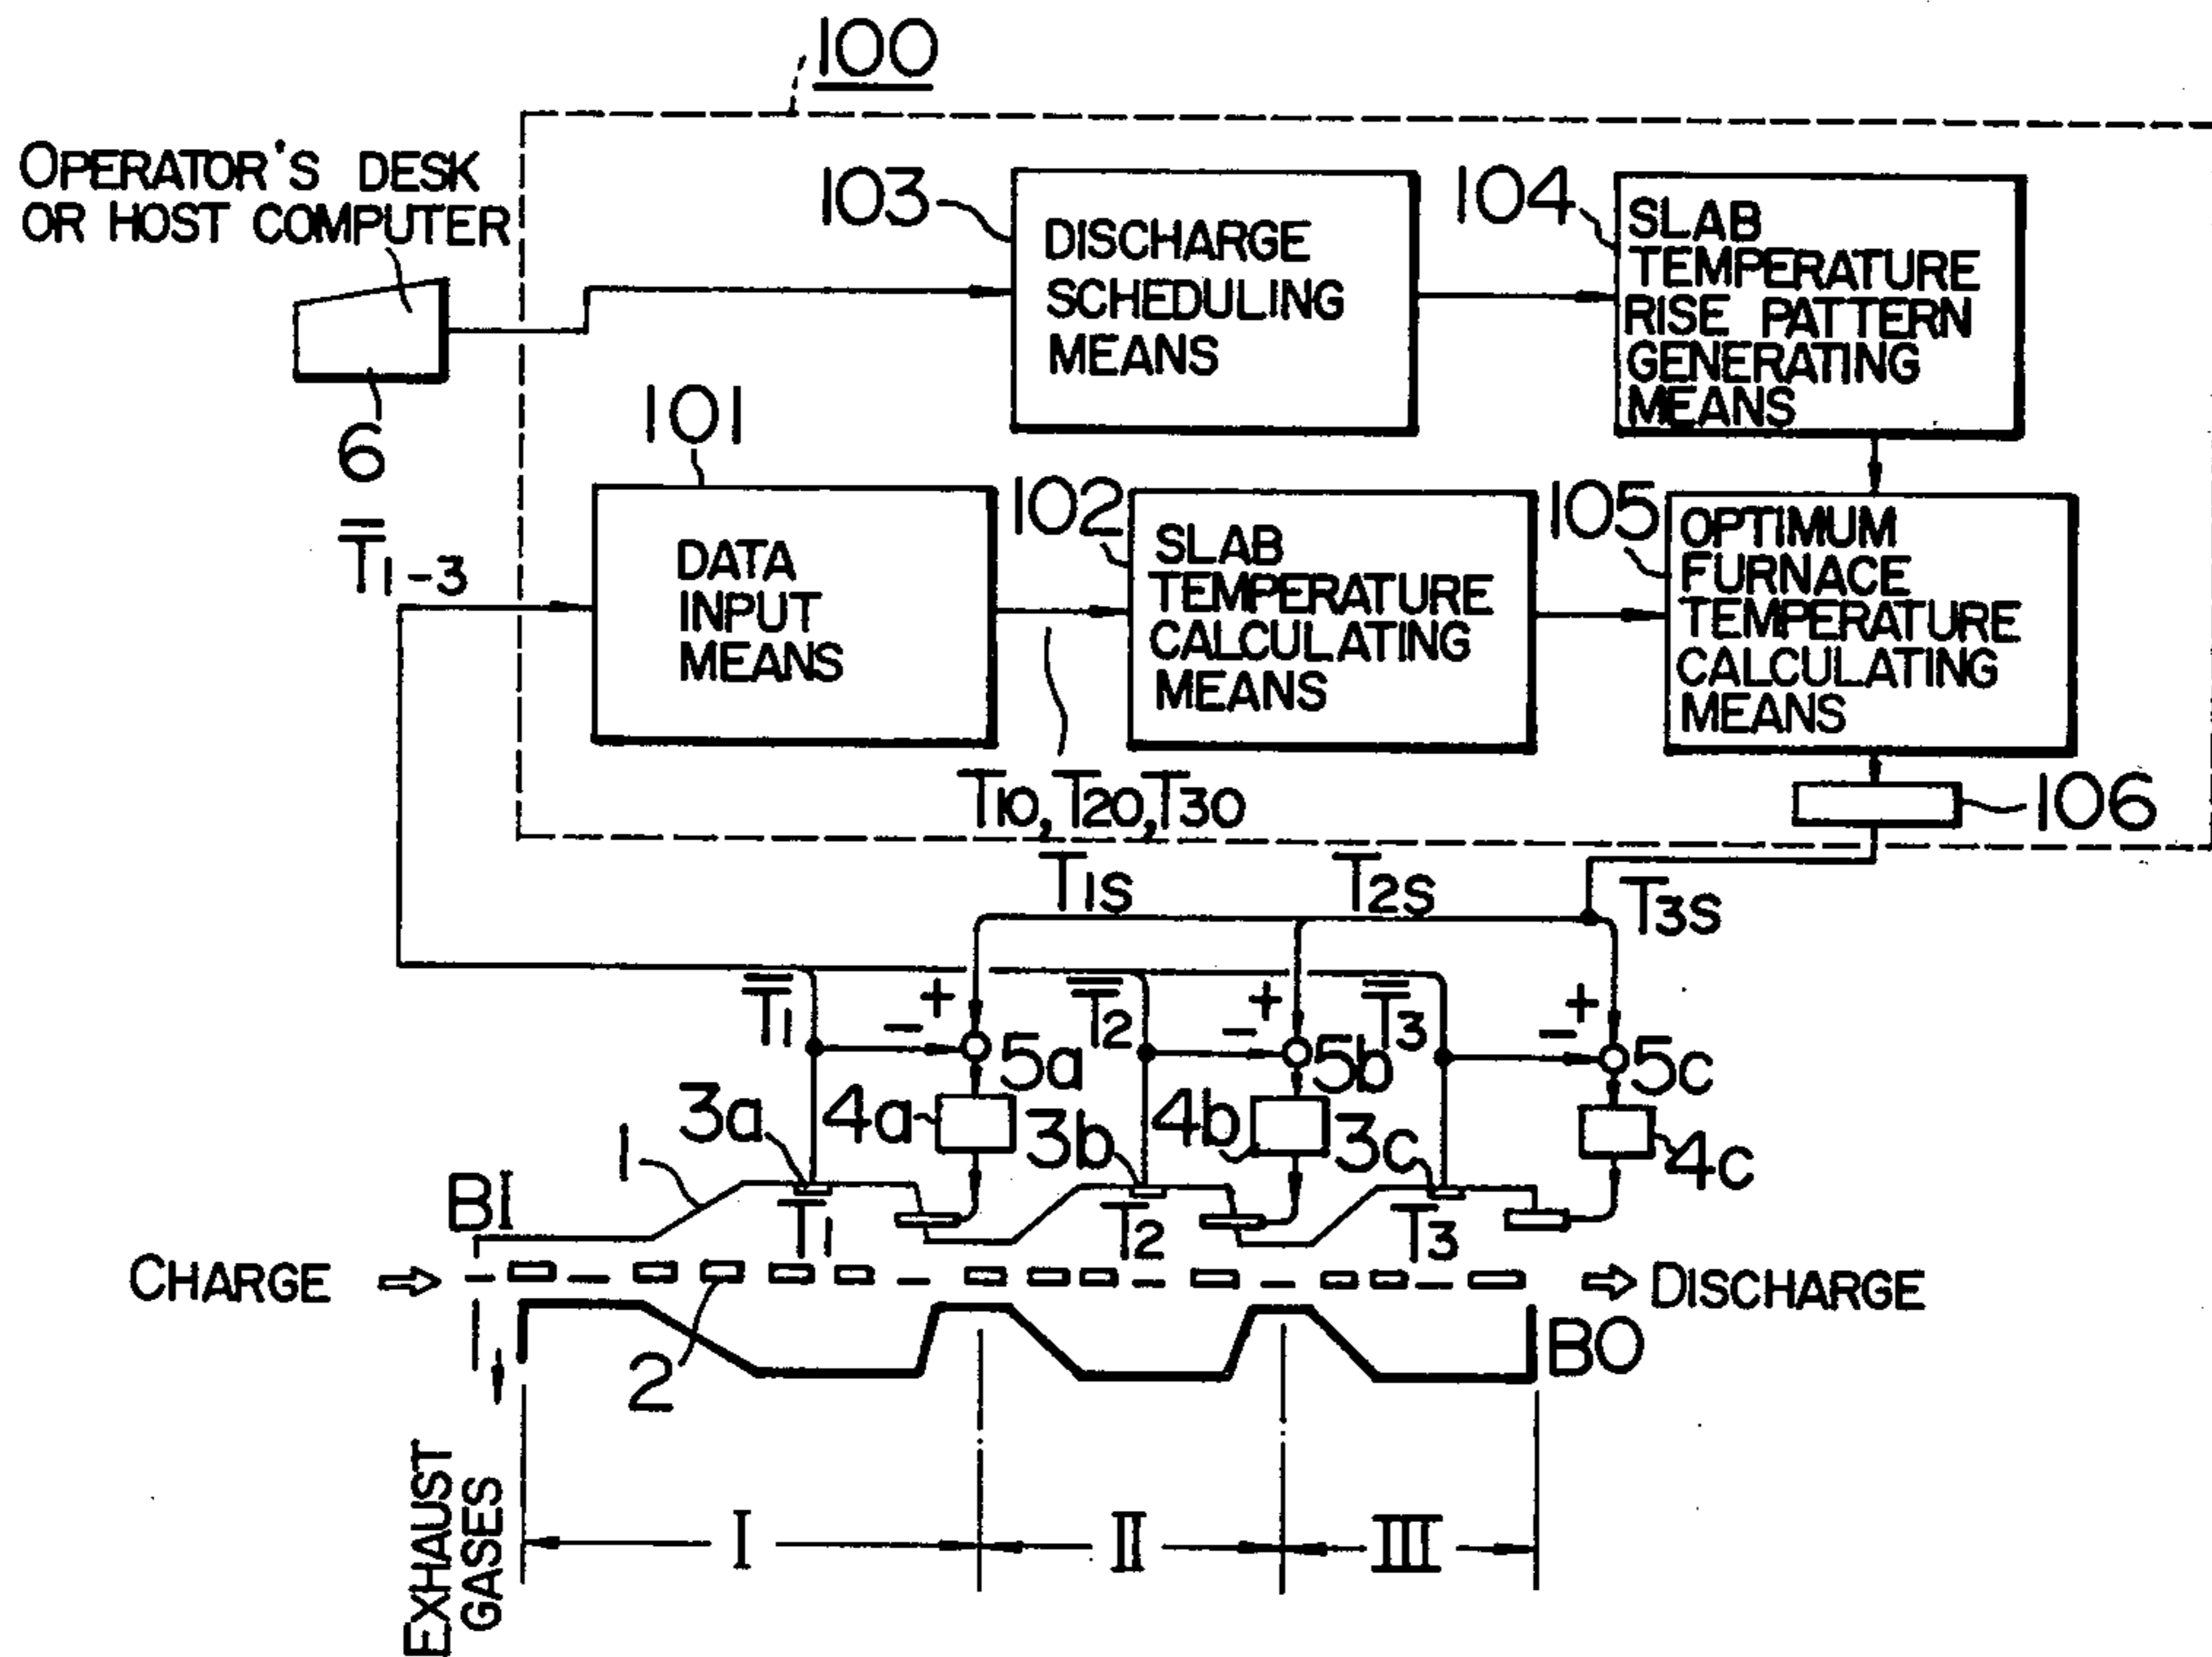 100
OPERATOR'S DESK
OR HOST COMPUTER
6
103
DISCHARGE
SCHEDULING
MEANS
104
SLAB
TEMPERATURE
RISE PATTERN
GENERATING
MEANS
101
DATA
INPUT
MEANS
102
SLAB
TEMPERATURE
CALCULATING
MEANS
105
OPTIMUM
FURNACE
TEMPERATURE
CALCULATING
MEANS
T̅1-3
T10, T20, T30
106
T1S
T2S
T3S
T̅1
- +
5a
T̅2
- +
5b
T̅3
- +
5c
3a
4a
3b
4b
3c
4c
1
BI
T1
T2
T3
CHARGE
DISCHARGE
2
BO
EXHAUST
GASES
I
II
III